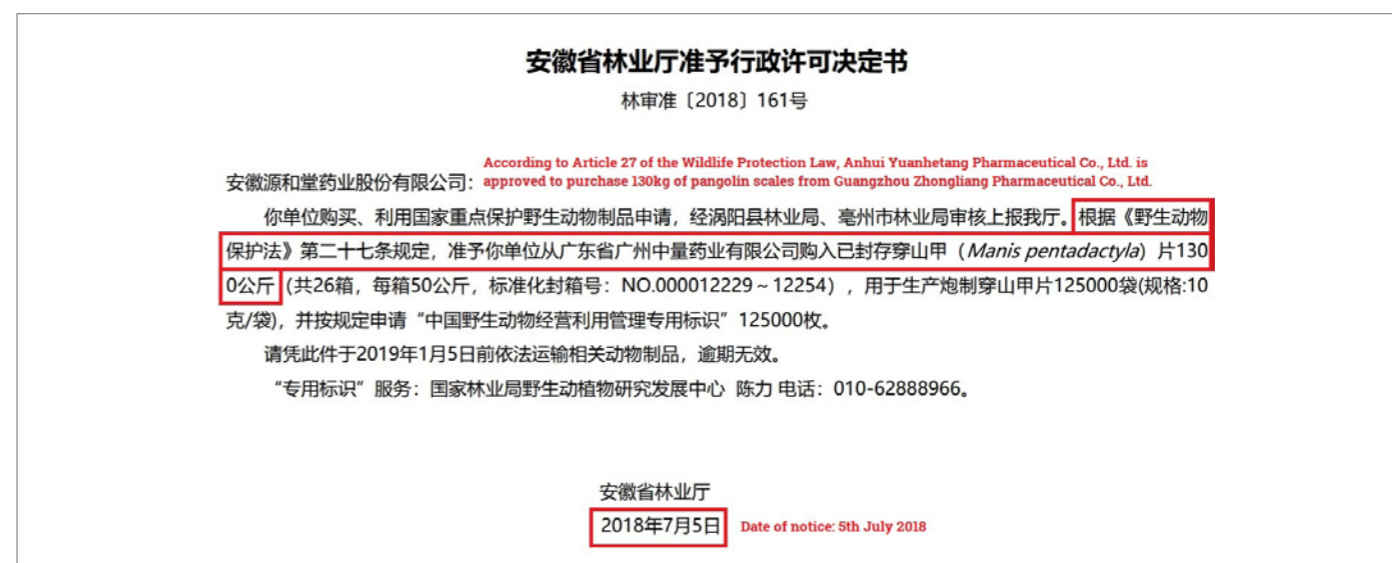 安徽省林业厅准予行政许可决定书
林审准〔2018〕161号
According to Article 27 of the Wildlife Protection Law, Anhui Yuanhetang Pharmaceutical Co., Ltd. is
安徽源和堂药业股份有限公司： approved to purchase 130kg of pangolin scales from Guangzhou Zhongliang Pharmaceutical Co., Ltd.
你单位购买、利用国家重点保护野生动物制品申请，经涡阳县林业局、亳州市林业局审核上报我厅。根据《野生动物
保护法》第二十七条规定，准予你单位从广东省广州中量药业有限公司购入已封存穿山甲（Manis pentadactyla）片130
0公斤（共26箱，每箱50公斤，标准化封箱号：NO.000012229～12254），用于生产炮制穿山甲片125000袋(规格:10
克/袋)，并按规定申请“中国野生动物经营利用管理专用标识”125000枚。
请凭此件于2019年1月5日前依法运输相关动物制品，逾期无效。
“专用标识”服务：国家林业局野生动植物研究发展中心 陈力 电话：010-62888966。
安徽省林业厅
2018年7月5日 Date of notice: 5th July 2018